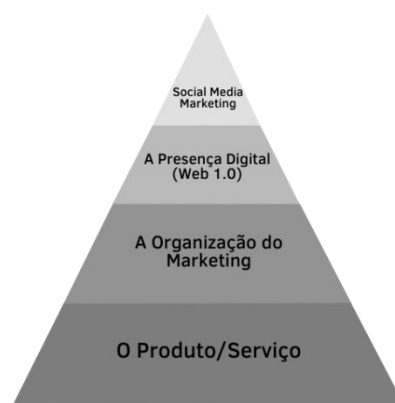 Social Media
Marketing
A Presença Digital
(Web 1.0)
A Organização do
Marketing
O Produto/Serviço